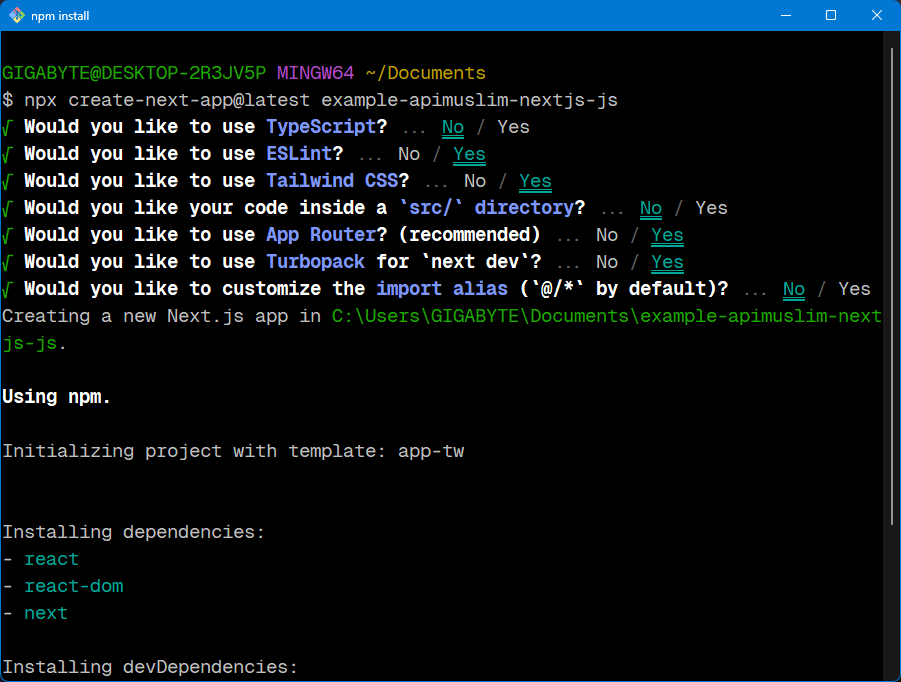 npm install
GIGABYTE@DESKTOP-2R3JV5P MINGW64 ~/Documents
$ npx create-next-app@latest example-apimuslim-nextjs-js
√ Would you like to use TypeScript? ... No / Yes
√ Would you like to use ESLint? ... No / Yes
√ Would you like to use Tailwind CSS? ... No / Yes
√ Would you like your code inside a `src/` directory? ... No / Yes
√ Would you like to use App Router? (recommended) ... No / Yes
√ Would you like to use Turbopack for `next dev`? ... No / Yes
√ Would you like to customize the import alias (`@/*` by default)? ... No / Yes
Creating a new Next.js app in C:\Users\GIGABYTE\Documents\example-apimuslim-next
js-js.
Using npm.
Initializing project with template: app-tw
Installing dependencies:
- react
- react-dom
- next
Installing devDependencies: